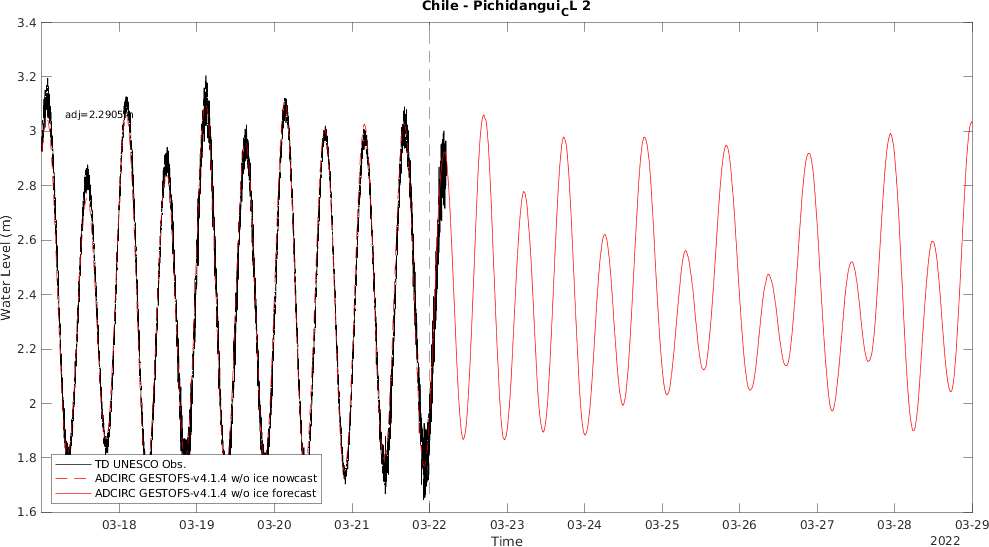 Chile - Pichidangui_CL 2
3.4
3.2
3
2.8
2.6
2.4
2.2
2
1.8
1.6
Water Level (m)
adj=2.2905m
TD UNESCO Obs.
ADCIRC GESTOFS-v4.1.4 w/o ice nowcast
ADCIRC GESTOFS-v4.1.4 w/o ice forecast
03-18 03-19 03-20 03-21 03-22 03-23 03-24 03-25 03-26 03-27 03-28 03-29
Time
2022